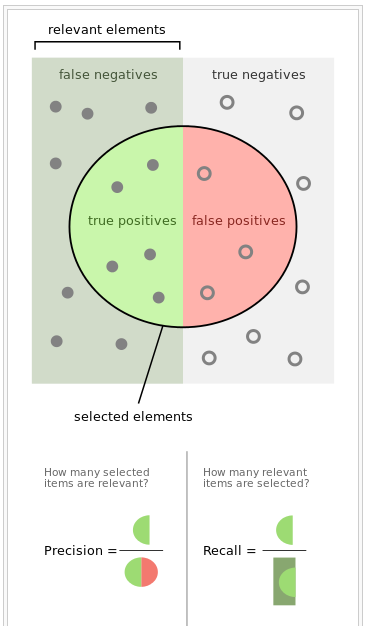 relevant elements
false negatives
true negatives
true positives
false positives
selected elements
How many selected
items are relevant?
How many relevant
items are selected?
Precision =
Recall =